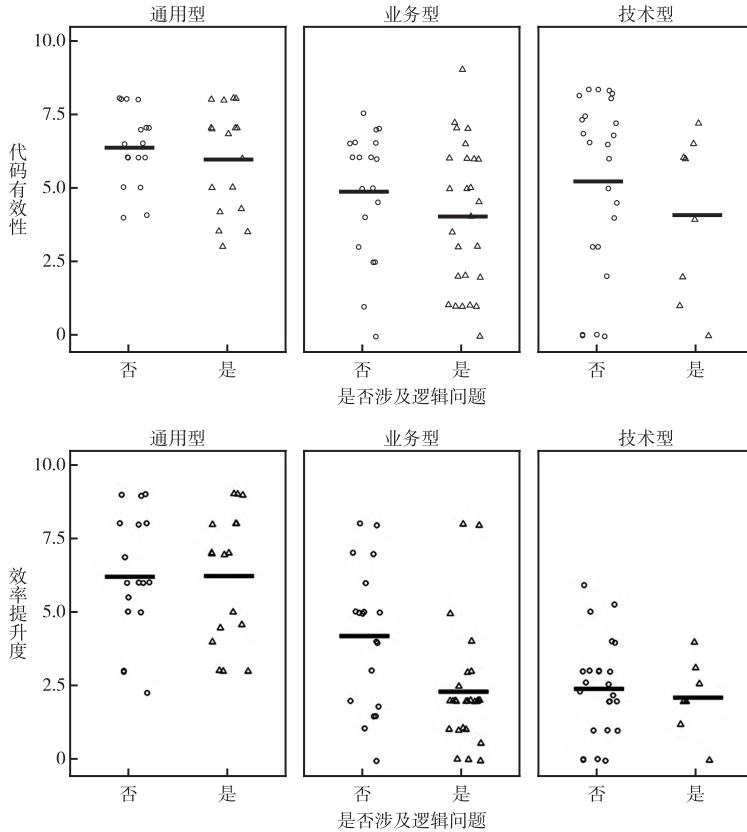 通用型 业务型 技术型
10.0
7.5
5.0
2.5
0
代码有效性
否 是 否 是 否 是
是否涉及逻辑问题
通用型 业务型 技术型
10.0
7.5
5.0
2.5
0
效率提升度
否 是 否 是 否 是
是否涉及逻辑问题